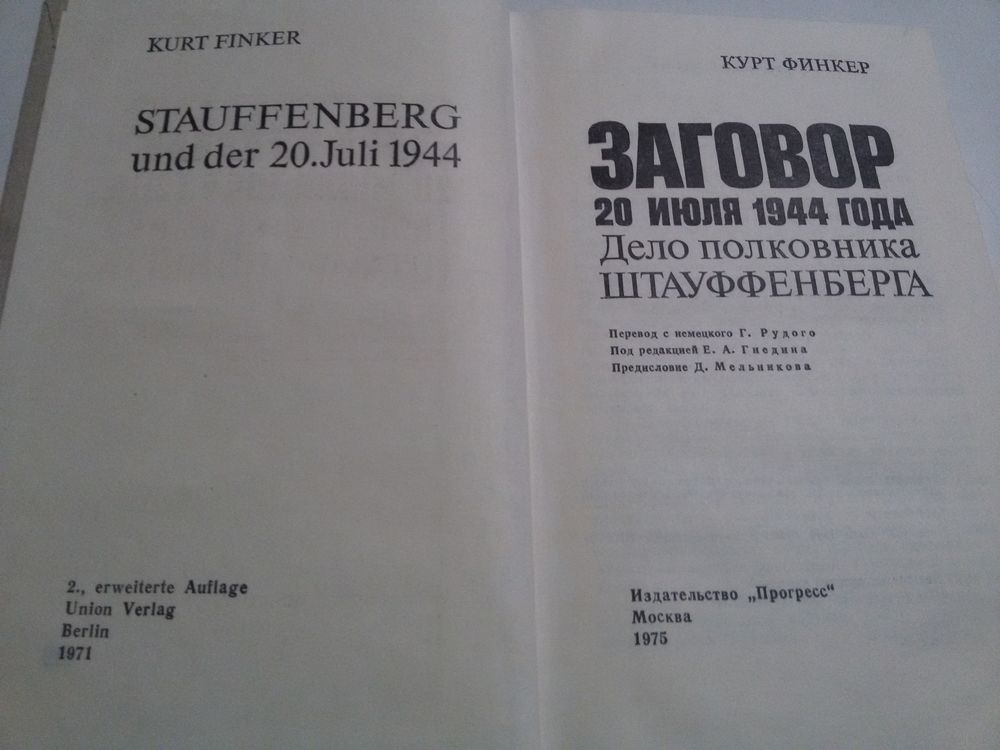 KURT FINKER
STAUFFENBERG
und der 20. Juli 1944
2., erweiterte Auflage
Union Verlag
Berlin
1971
КУРТ ФИНКЕР
ЗАГОВОР
20 ИЮЛЯ 1944 ГОДА
Дело полковника
ШТАУФФЕНБЕРГА
Перевод с немецкого Г. Рудого
Под редакцией Е. А. Гнедина
Предисловие Д. Мельникова
Издательство „Прогресс“
Москва
1975